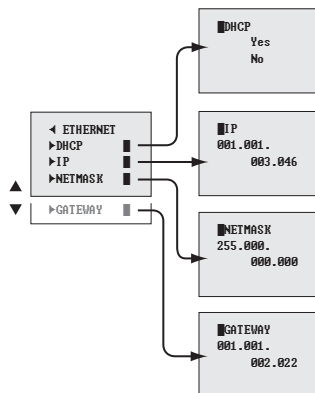 DHCP
Yes
No
◀ ETHERNET
▶DHCP
▶IP
▶NETMASK
▶GATEWAY
IP
001.001.
003.046
NETMASK
255.000.
000.000
GATEWAY
001.001.
002.022